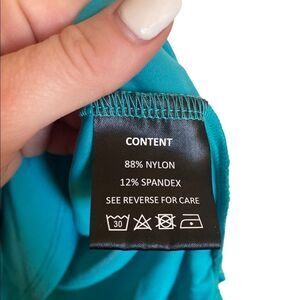 CONTENT
88% NYLON
12% SPANDEX
SEE REVERSE FOR CARE
30